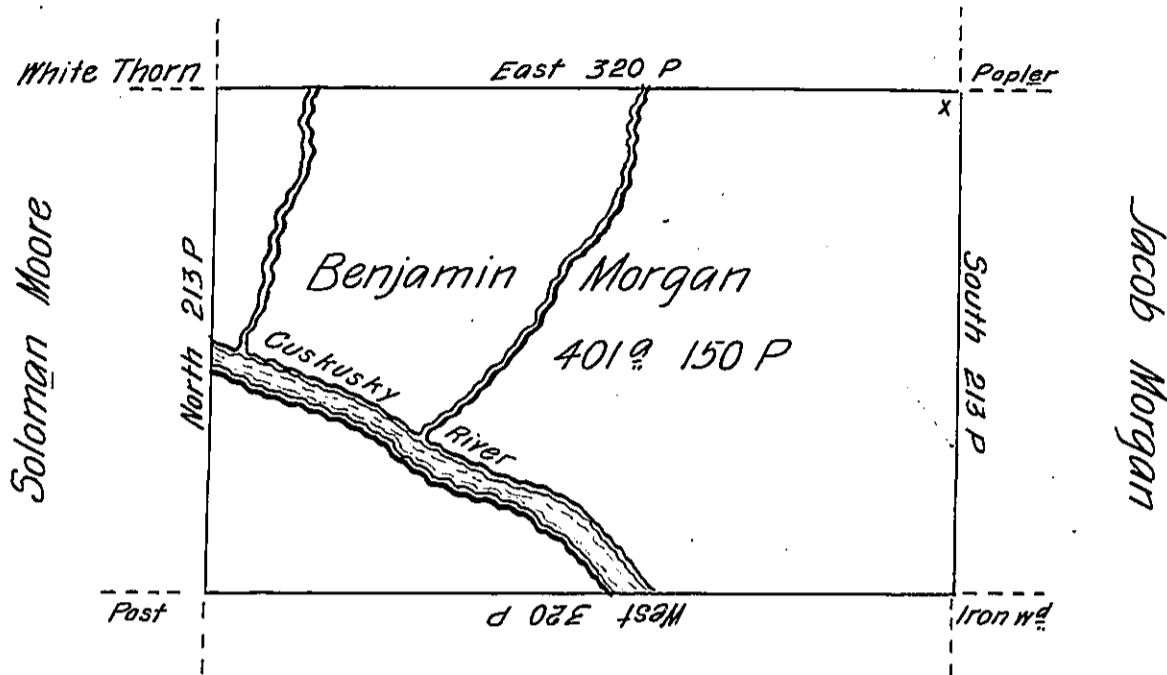 White Thorn
East 320 P
Popler
x
Soloman Moore
North 213 P
Benjamin Morgan
401 a 150 P
South 213 P
Jacob Morgan
Cuskusky
River
Post
West 320 P
Iron wd